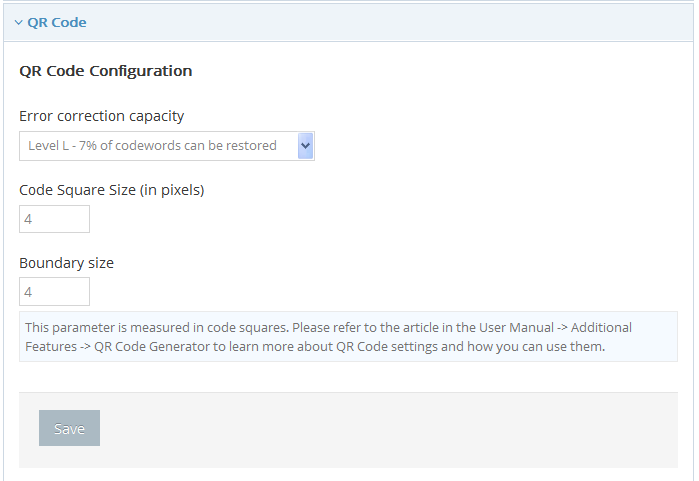 QR Code
QR Code Configuration
Error correction capacity
Level L - 7% of codewords can be restored
Code Square Size (in pixels)
4
Boundary size
4
This parameter is measured in code squares. Please refer to the article in the User Manual -> Additional
Features -> QR Code Generator to learn more about QR Code settings and how you can use them.
Save